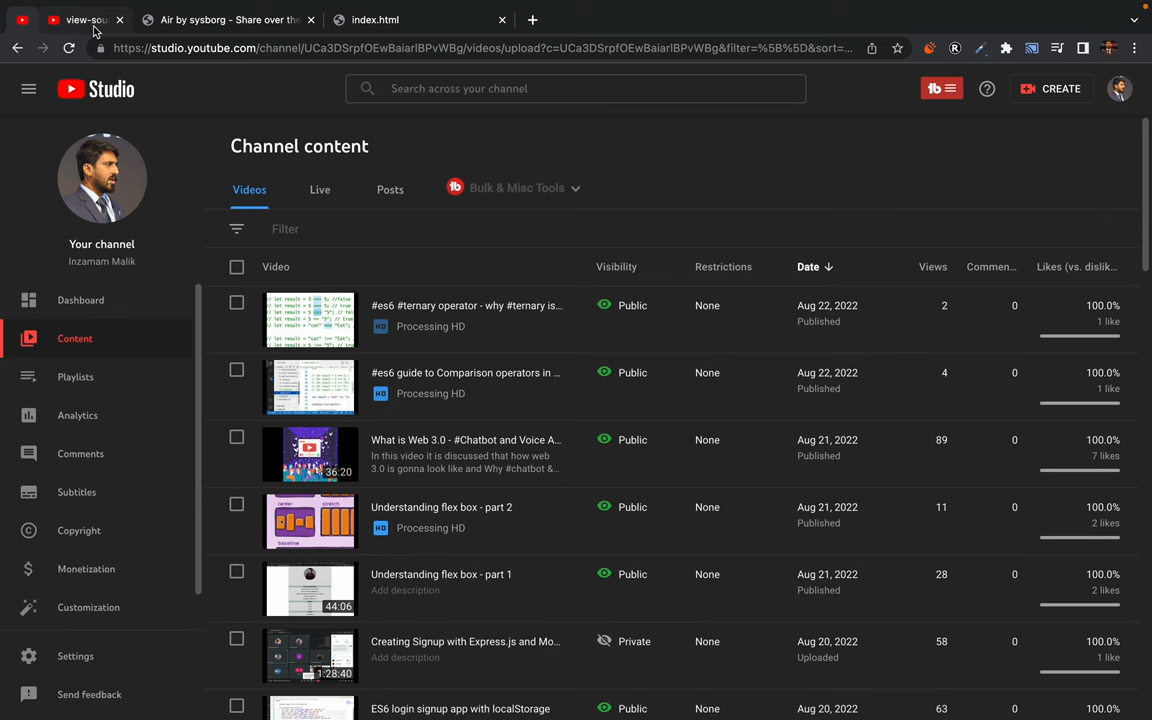 view-sou
Air by sysborg - Share over the
index.html
https://studio.youtube.com/channel/UCa3DSrpfOEwBaiarlBPvWBg/videos/upload?c=UCa3DSrpfOEwBaiarlBPvWBg&filter=%5B%5D&sort=...
Studio
Search across your channel
CREATE
Channel content
Videos Live Posts Bulk & Misc Tools
Filter
Your channel
Inzamam Malik
Dashboard
Content
Playlists
Analytics
Comments
Subtitles
Copyright
Monetization
Customization
Settings
Send feedback
Video Visibility Restrictions Date Views Commen... Likes (vs. dislik...
// let result = 5 === 5; // true
#es6 #ternary operator - why #ternary is... Public None Aug 22, 2022 2 0 100.0%
HD Processing HD Published 1 like
#es6 guide to Comparison operators in ... Public None Aug 22, 2022 4 0 100.0%
HD Processing HD Published 1 like
What is Web 3.0 - #Chatbot and Voice A... Public None Aug 21, 2022 89 0 100.0%
In this video it is discussed that how web Published 7 likes
3.0 is gonna look like and Why #chatbot &...
36:20
Understanding flex box - part 2 Public None Aug 21, 2022 11 0 100.0%
HD Processing HD Published 2 likes
center stretch
baseline
Understanding flex box - part 1 Public None Aug 21, 2022 28 0 100.0%
Add description Published 2 likes
44:06
Creating Signup with Express.js and Mo... Private None Aug 20, 2022 58 0 100.0%
Add description Uploaded 1 like
1:28:40
ES6 login signup app with localStorage Public None Aug 20, 2022 63 0 100.0%